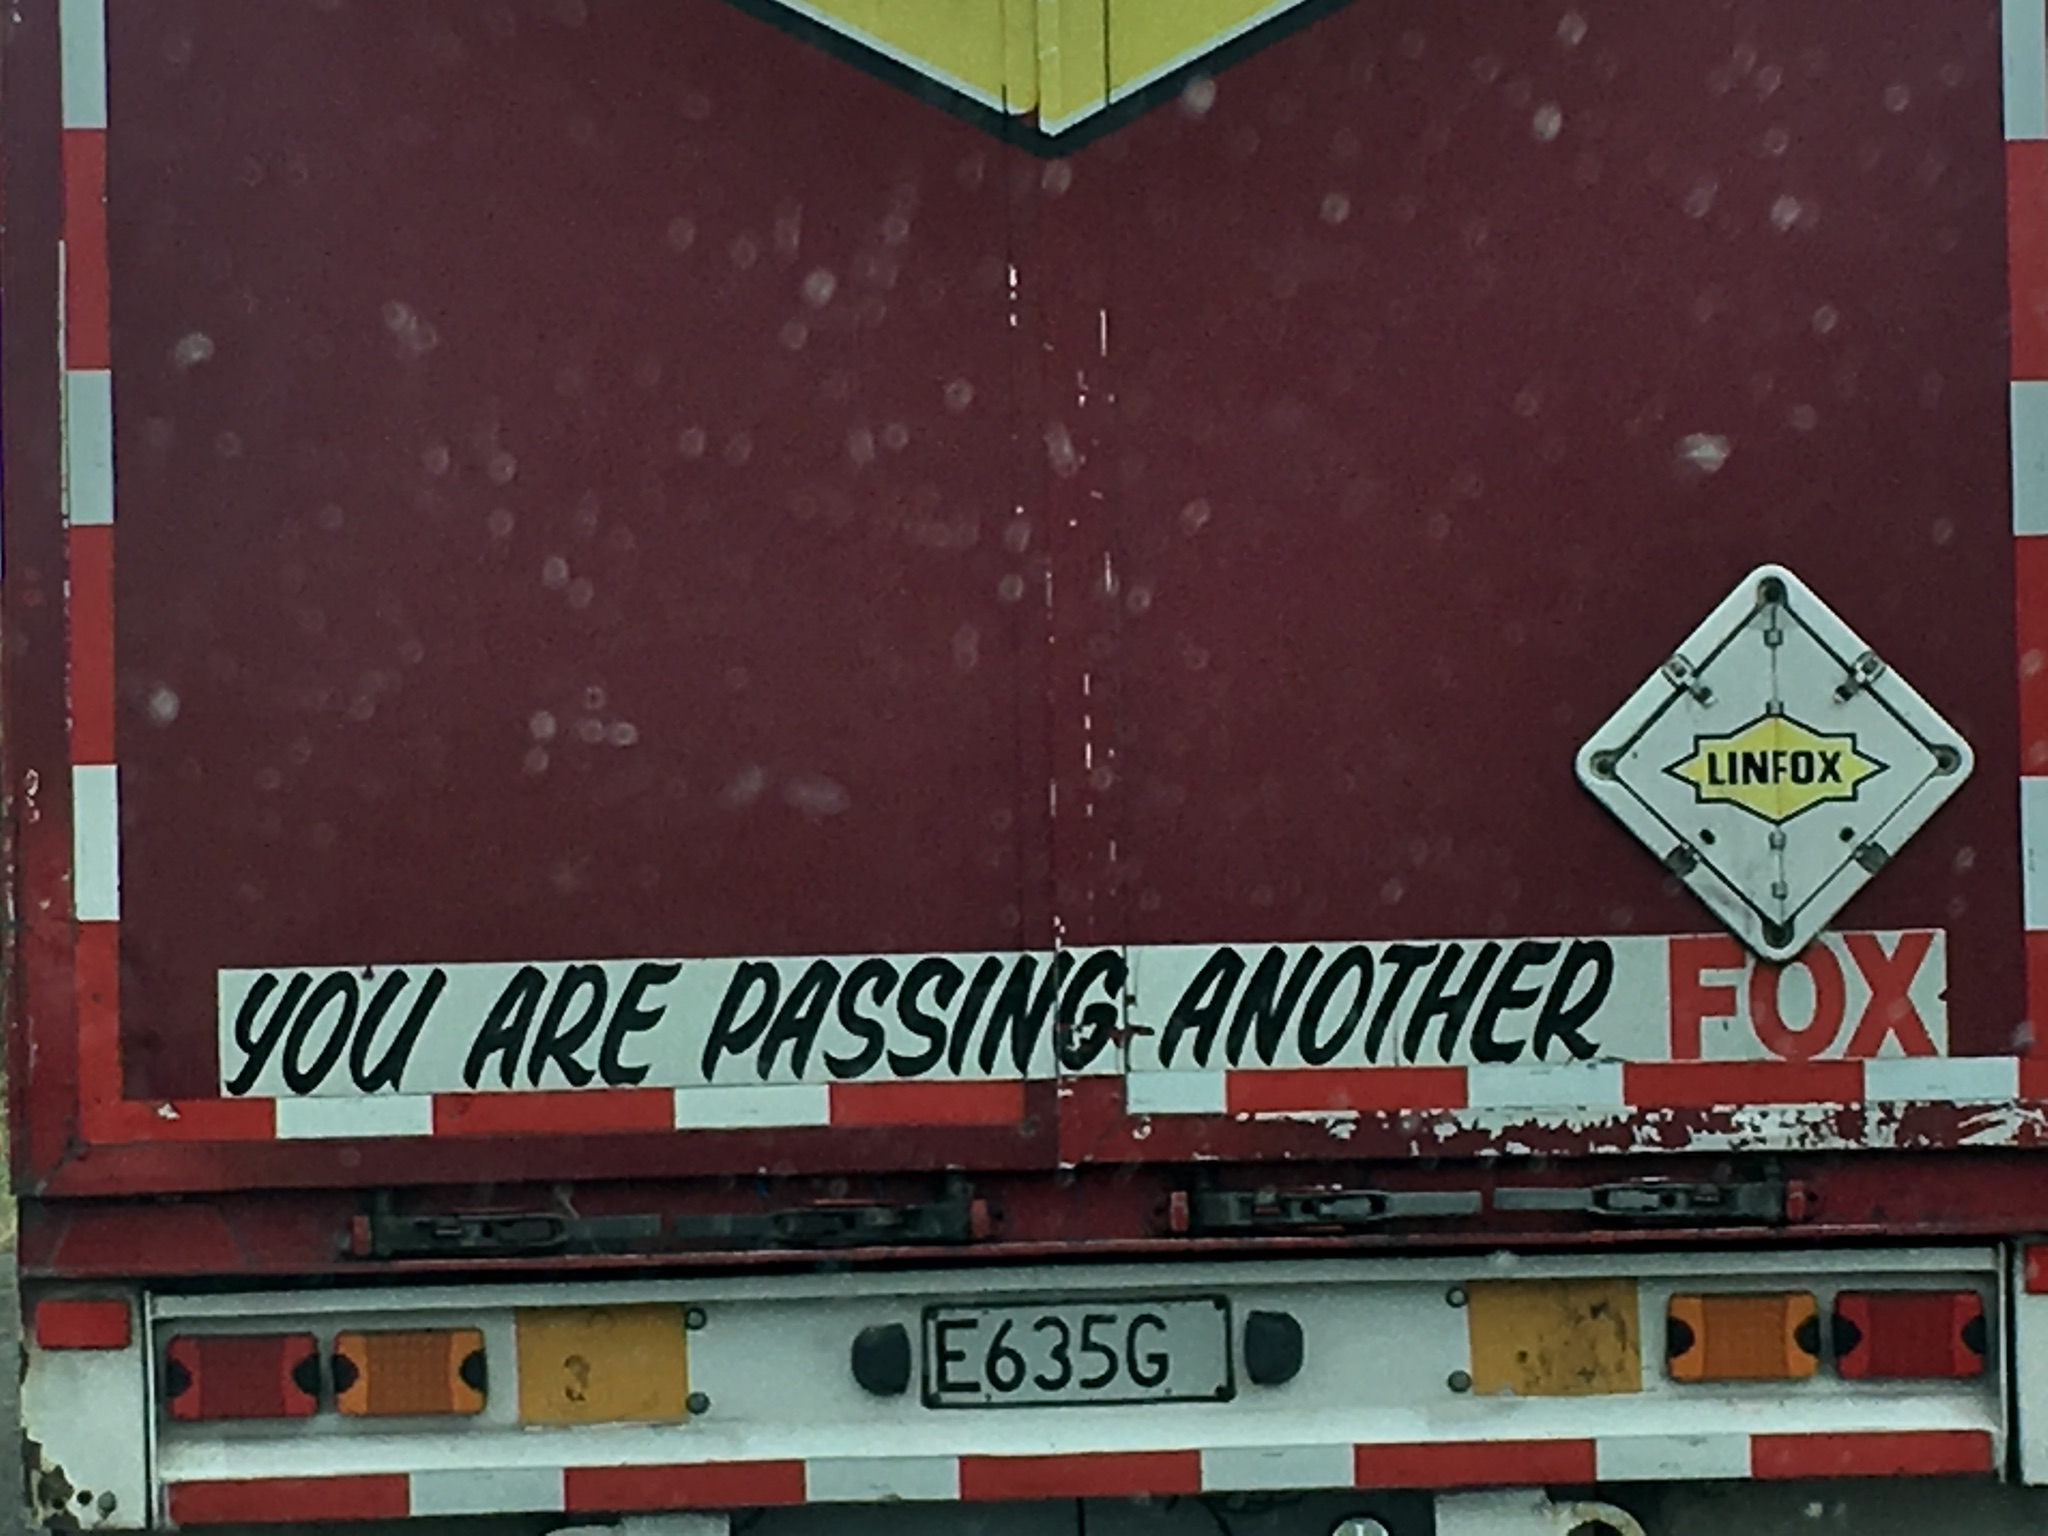 LINFOX
YOU ARE PASSING ANOTHER FOX
E635G